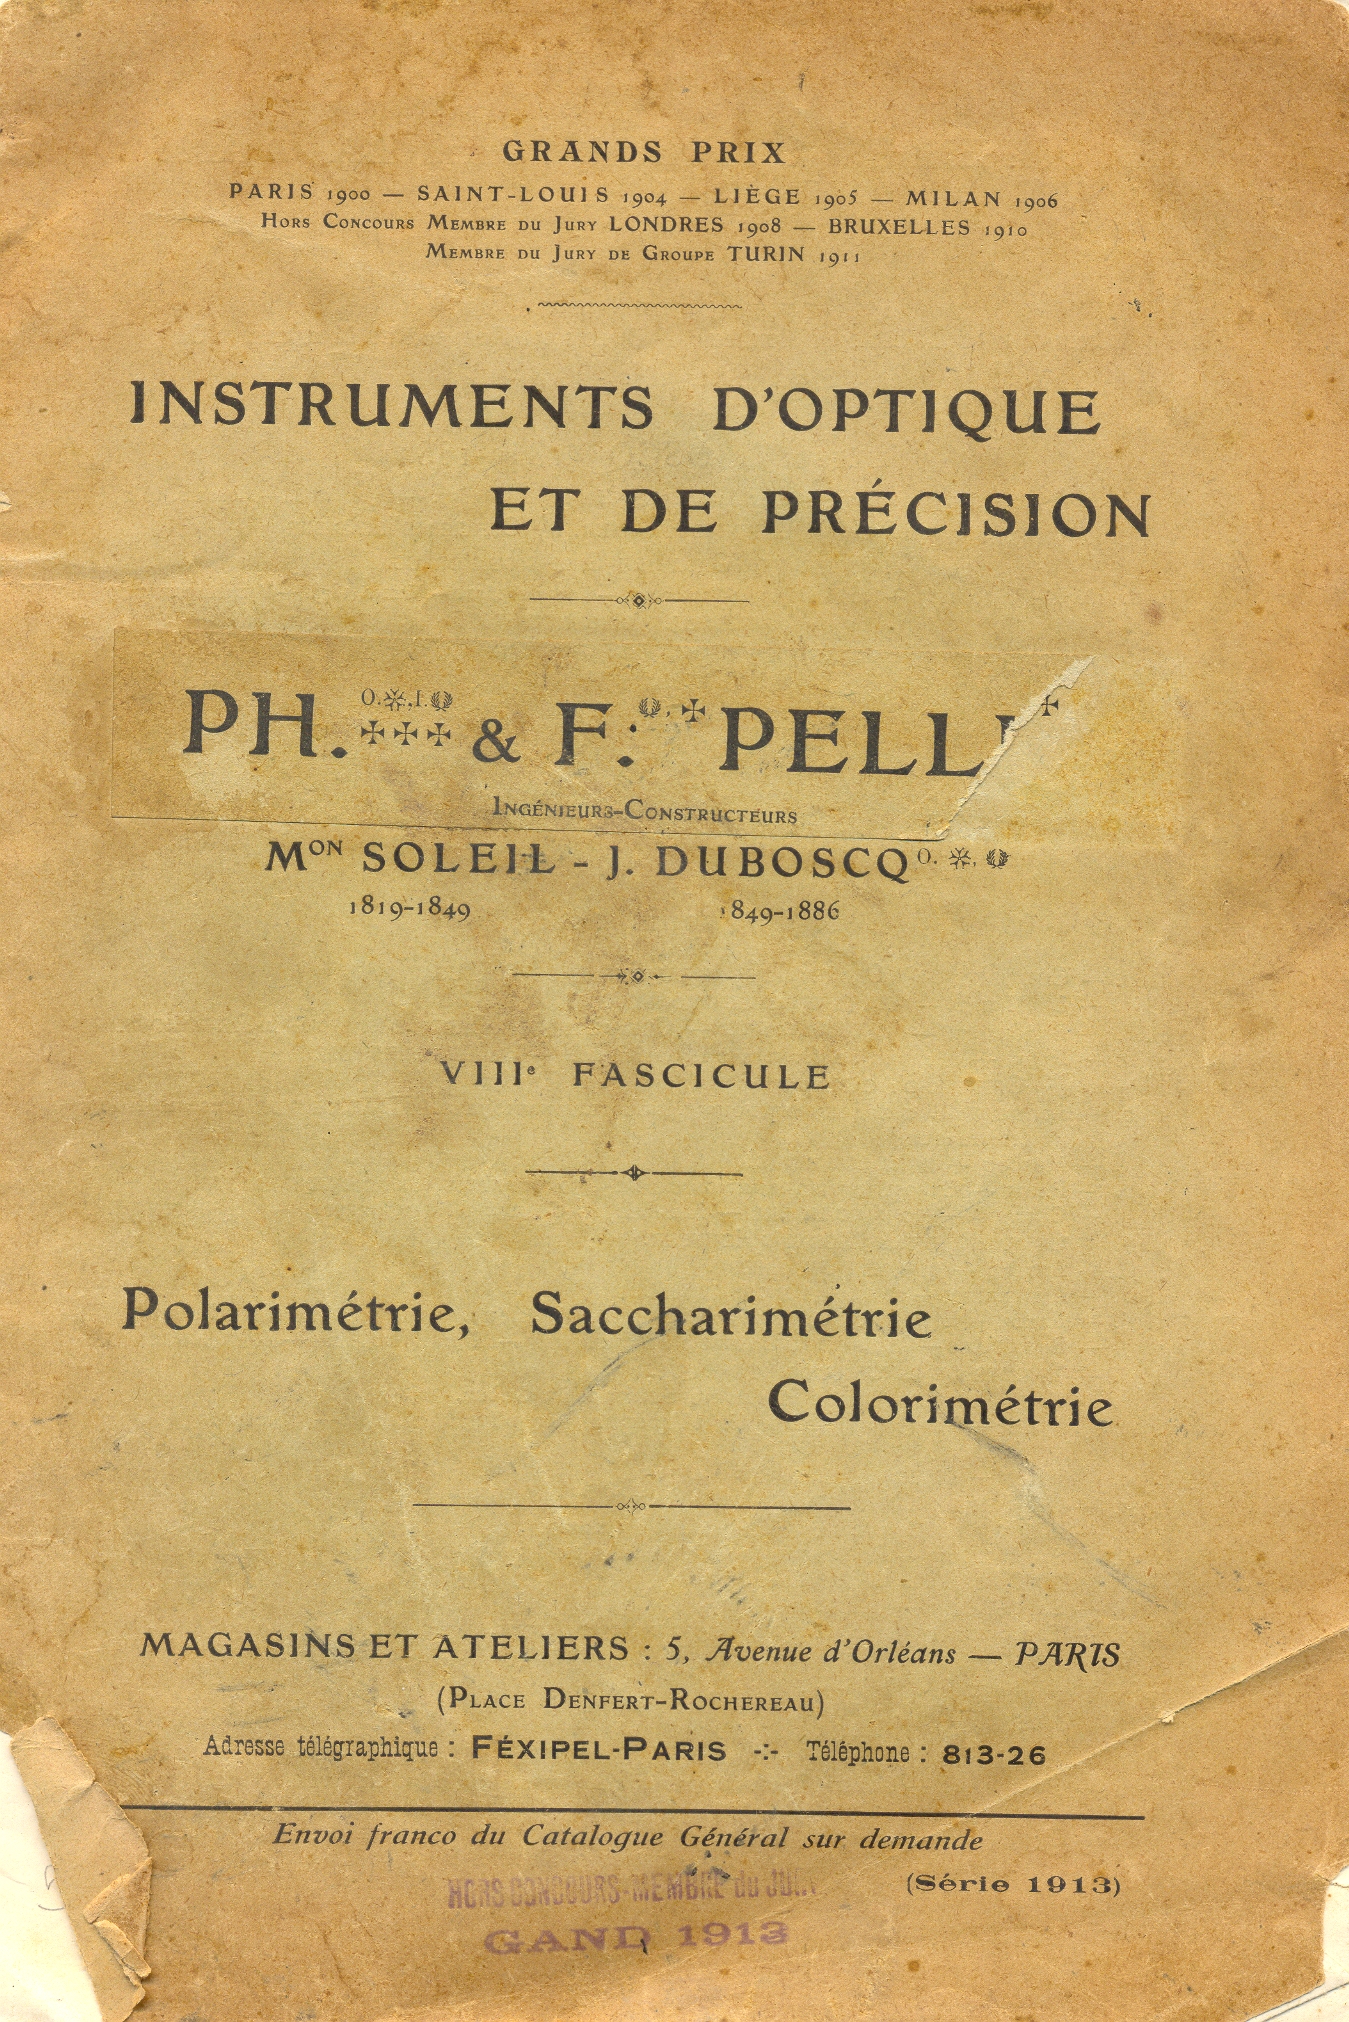 GRANDS PRIX
PARIS 1900 — SAINT-LOUIS 1904 — LIÈGE 1905 — MILAN 1906
Hors Concours Membre du Jury LONDRES 1908 — BRUXELLES 1910
Membre du Jury de Groupe TURIN 1911
INSTRUMENTS D'OPTIQUE
ET DE PRÉCISION
PH. O. I. & F. PELL
Ingénieurs-Constructeurs
Mon SOLEIL - J. DUBOSCQ O.
1819-1849 1849-1886
VIIIe FASCICULE
Polarimétrie, Saccharimétrie
Colorimétrie
MAGASINS ET ATELIERS : 5, Avenue d'Orléans — PARIS
(Place Denfert-Rochereau)
Adresse télégraphique : FÉXIPEL-PARIS -:- Téléphone : 813-26
Envoi franco du Catalogue Général sur demande
(Série 1913)
HORS CONCOURS-MEMBRE du
GAND 1913